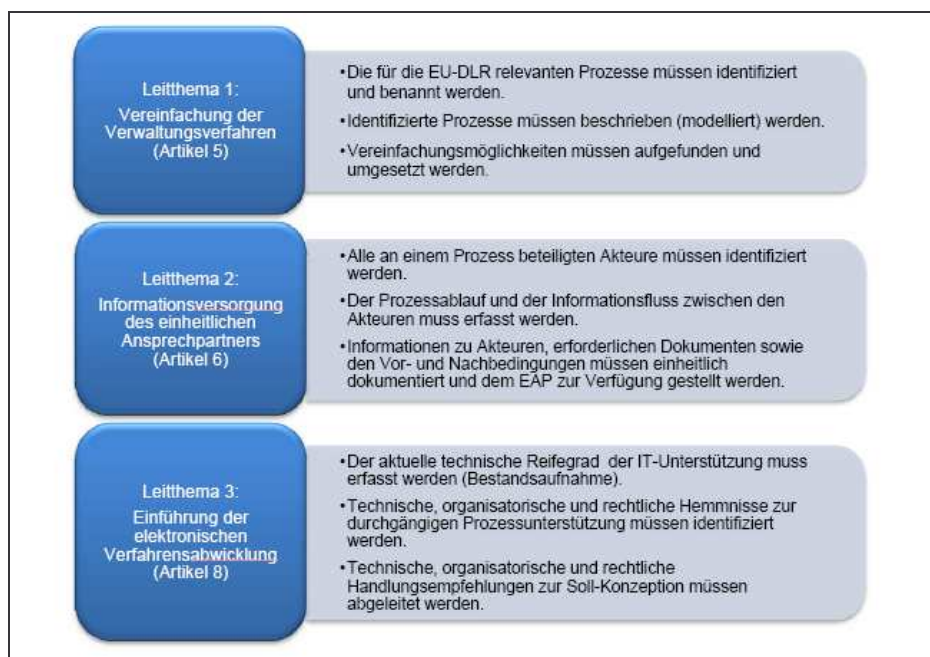 Leitthema 1:
Vereinfachung der
Verwaltungsverfahren
(Artikel 5)
•Die für die EU-DLR relevanten Prozesse müssen identifiziert
und benannt werden.
•Identifizierte Prozesse müssen beschrieben (modelliert) werden.
•Vereinfachungsmöglichkeiten müssen aufgefunden und
umgesetzt werden.
Leitthema 2:
Informationsversorgung
des einheitlichen
Ansprechpartners
(Artikel 6)
•Alle an einem Prozess beteiligten Akteure müssen identifiziert
werden.
•Der Prozessablauf und der Informationsfluss zwischen den
Akteuren muss erfasst werden.
•Informationen zu Akteuren, erforderlichen Dokumenten sowie
den Vor- und Nachbedingungen müssen einheitlich
dokumentiert und dem EAP zur Verfügung gestellt werden.
Leitthema 3:
Einführung der
elektronischen
Verfahrensabwicklung
(Artikel 8)
•Der aktuelle technische Reifegrad der IT-Unterstützung muss
erfasst werden (Bestandsaufnahme).
•Technische, organisatorische und rechtliche Hemmnisse zur
durchgängigen Prozessunterstützung müssen identifiziert
werden.
•Technische, organisatorische und rechtliche
Handlungsempfehlungen zur Soll-Konzeption müssen
abgeleitet werden.